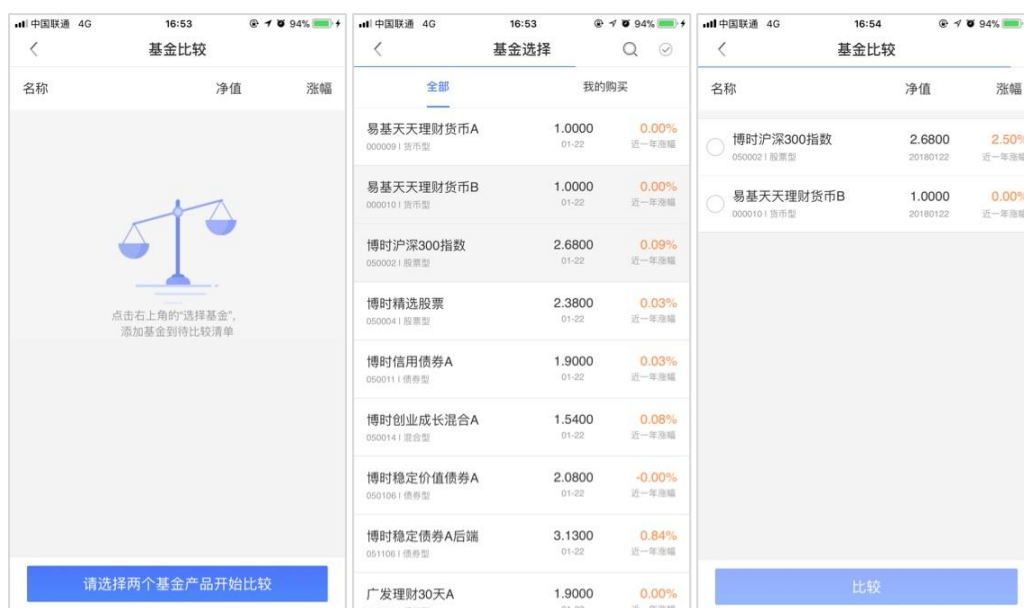 中国联通 4G 16:53 94%
基金比较
名称 净值 涨幅
点击右上角的“选择基金”,
添加基金到待比较清单
请选择两个基金产品开始比较
中国联通 4G 16:53 94%
基金选择
全部 我的购买
易基天天理财货币A 1.0000 0.00%
000009 | 货币型 01-22 近一年涨幅
易基天天理财货币B 1.0000 0.00%
000010 | 货币型 01-22 近一年涨幅
博时沪深300指数 2.6800 0.09%
050002 | 股票型 01-22 近一年涨幅
博时精选股票 2.3800 0.03%
050004 | 股票型 01-22 近一年涨幅
博时信用债券A 1.9000 0.03%
050011 | 债券型 01-22 近一年涨幅
博时创业成长混合A 1.5400 0.08%
050014 | 混合型 01-22 近一年涨幅
博时稳定价值债券A 2.0800 -0.00%
050106 | 债券型 01-22 近一年涨幅
博时稳定债券A后端 3.1300 0.84%
051106 | 债券型 01-22 近一年涨幅
广发理财30天A 1.9000 0.00%
中国联通 4G 16:54 94%
基金比较
名称 净值 涨幅
博时沪深300指数 2.6800 2.50%
050002 | 股票型 20180122 近一年涨幅
易基天天理财货币B 1.0000 0.00%
000010 | 货币型 20180122 近一年涨幅
比较